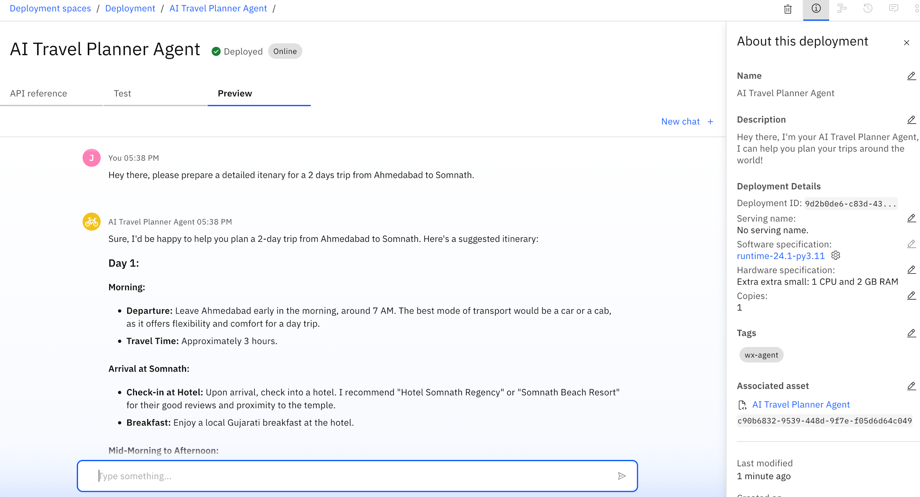 Deployment spaces / Deployment / AI Travel Planner Agent /
AI Travel Planner Agent Deployed Online
API reference Test Preview
New chat +
J You 05:38 PM
Hey there, please prepare a detailed itenary for a 2 days trip from Ahmedabad to Somnath.
AI Travel Planner Agent 05:38 PM
Sure, I'd be happy to help you plan a 2-day trip from Ahmedabad to Somnath. Here's a suggested itinerary:
Day 1:
Morning:
• Departure: Leave Ahmedabad early in the morning, around 7 AM. The best mode of transport would be a car or a cab,
as it offers flexibility and comfort for a day trip.
• Travel Time: Approximately 3 hours.
Arrival at Somnath:
• Check-in at Hotel: Upon arrival, check into a hotel. I recommend "Hotel Somnath Regency" or "Somnath Beach Resort"
for their good reviews and proximity to the temple.
• Breakfast: Enjoy a local Gujarati breakfast at the hotel.
Mid-Morning to Afternoon:
Type something...
About this deployment
Name
AI Travel Planner Agent
Description
Hey there, I'm your AI Travel Planner Agent,
I can help you plan your trips around the
world!
Deployment Details
Deployment ID: 9d2b0de6-c83d-43...
Serving name:
No serving name.
Software specification:
runtime-24.1-py3.11
Hardware specification:
Extra extra small: 1 CPU and 2 GB RAM
Copies:
1
Tags
wx-agent
Associated asset
AI Travel Planner Agent
c90b6832-9539-448d-9f7e-f05d6d64c049
Last modified
1 minute ago
Created on